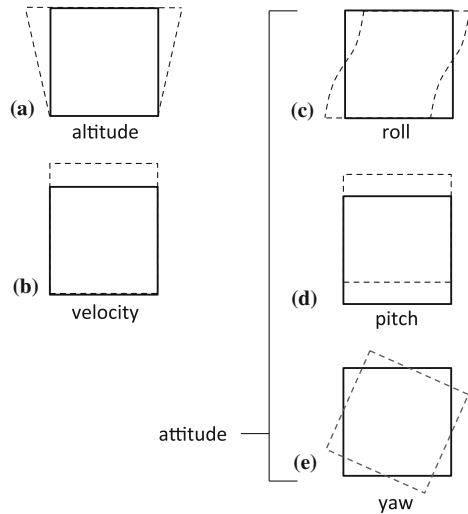 (a)
altitude
(b)
velocity
attitude
(c)
roll
(d)
pitch
(e)
yaw